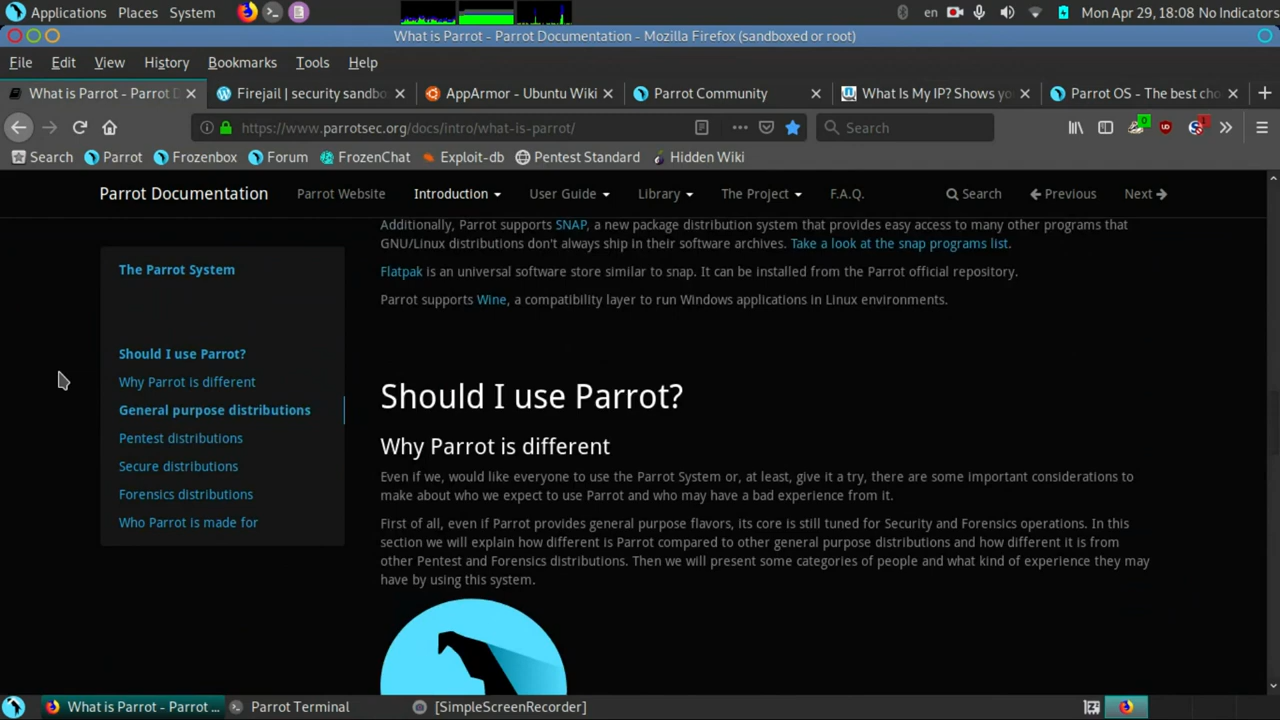 Applications Places System en Mon Apr 29, 18:08 No Indicators
What is Parrot - Parrot Documentation - Mozilla Firefox (sandboxed or root)
File Edit View History Bookmarks Tools Help
What is Parrot - Parrot D Firejail | security sandbo AppArmor - Ubuntu Wiki Parrot Community What Is My IP? Shows yo Parrot OS - The best cho
https://www.parrotsec.org/docs/intro/what-is-parrot/ Search 0 1
Search Parrot Frozenbox Forum FrozenChat Exploit-db Pentest Standard Hidden Wiki
Parrot Documentation Parrot Website Introduction User Guide Library The Project F.A.Q. Search Previous Next
Additionally, Parrot supports SNAP, a new package distribution system that provides easy access to many other programs that
GNU/Linux distributions don't always ship in their software archives. Take a look at the snap programs list.
Flatpak is an universal software store similar to snap. It can be installed from the Parrot official repository.
Parrot supports Wine, a compatibility layer to run Windows applications in Linux environments.
The Parrot System
Should I use Parrot?
Why Parrot is different
General purpose distributions
Pentest distributions
Secure distributions
Forensics distributions
Who Parrot is made for
Should I use Parrot?
Why Parrot is different
Even if we, would like everyone to use the Parrot System or, at least, give it a try, there are some important considerations to
make about who we expect to use Parrot and who may have a bad experience from it.
First of all, even if Parrot provides general purpose flavors, its core is still tuned for Security and Forensics operations. In this
section we will explain how different is Parrot compared to other general purpose distributions and how different it is from
other Pentest and Forensics distributions. Then we will present some categories of people and what kind of experience they may
have by using this system.
What is Parrot - Parrot ... Parrot Terminal [SimpleScreenRecorder]